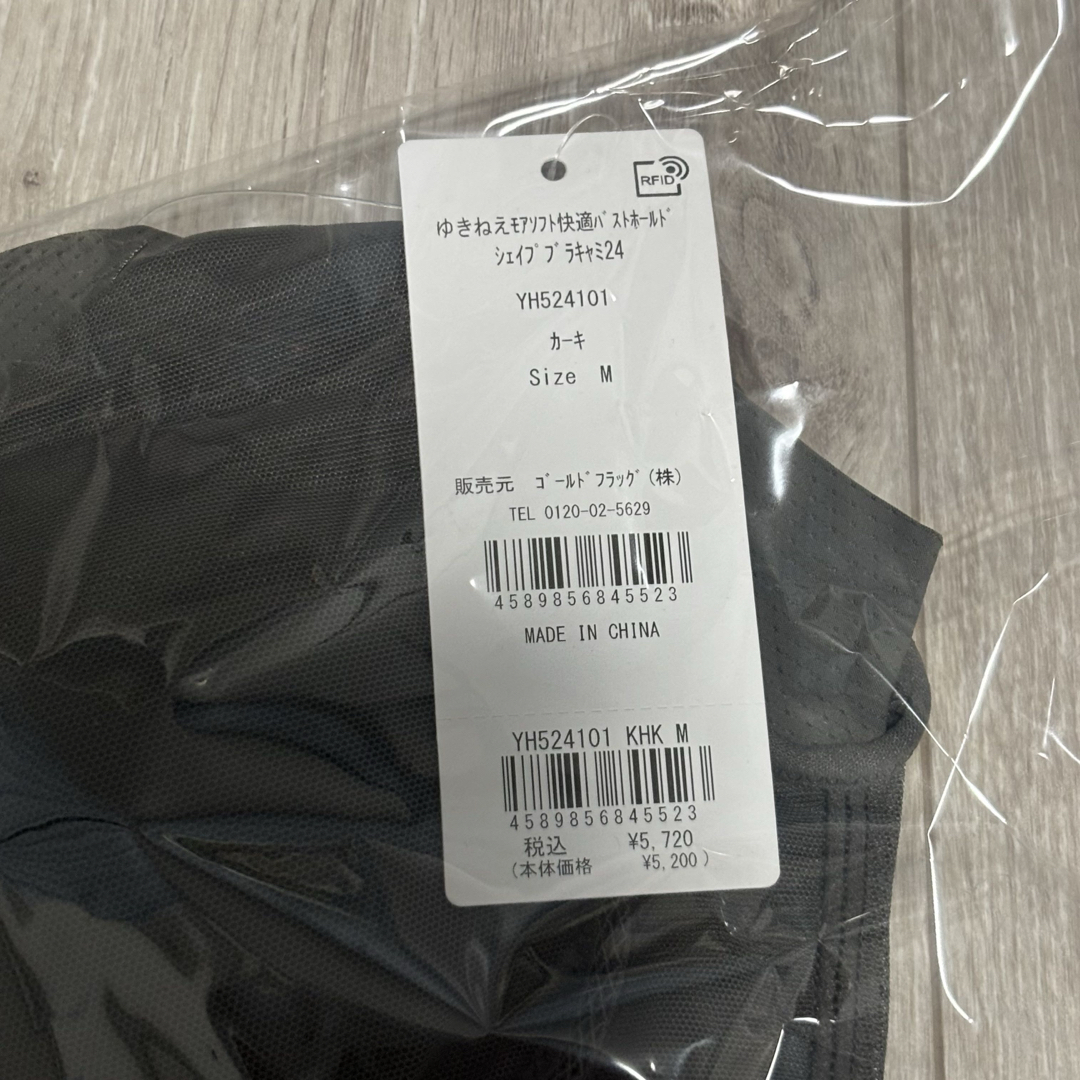 RFID
ゆきねえﾓｱｿﾌﾄ快適ﾊﾞｽﾄﾎｰﾙﾄﾞ
ｼｪｲﾌﾟﾌﾞﾗｷｬﾐ24
YH524101
ｶｰｷ
Size M
販売元 ｺﾞｰﾙﾄﾞﾌﾗｯｸﾞ(株)
TEL 0120-02-5629
4589856845523
MADE IN CHINA
YH524101 KHK M
4589856845523
税込 ¥5,720
(本体価格 ¥5,200)